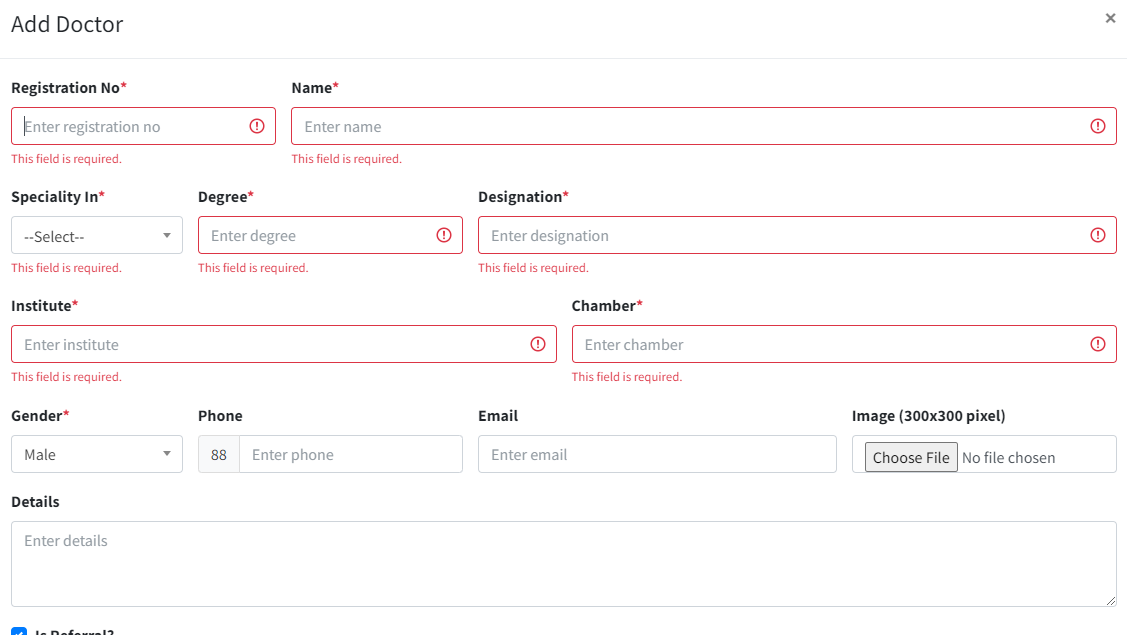 Add Doctor ×
Registration No* Name*
Enter registration no Enter name
This field is required. This field is required.
Speciality In* Degree* Designation*
--Select-- Enter degree Enter designation
This field is required. This field is required. This field is required.
Institute* Chamber*
Enter institute Enter chamber
This field is required. This field is required.
Gender* Phone Email Image (300x300 pixel)
Male 88 Enter phone Enter email Choose File No file chosen
Details
Enter details
Is Referral?